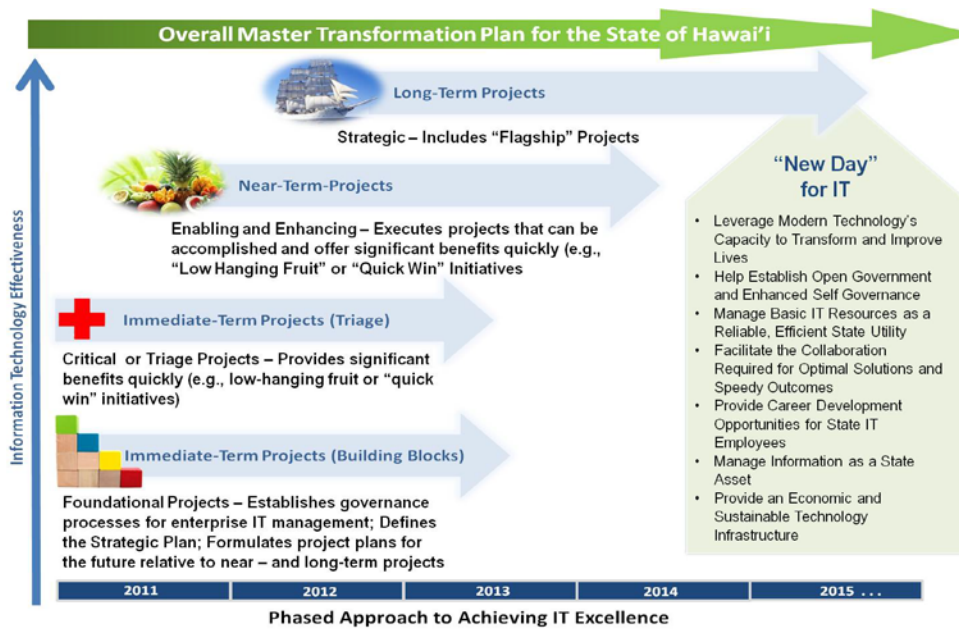 Overall Master Transformation Plan for the State of Hawai'i
Information Technology Effectiveness
Long-Term Projects
Strategic – Includes “Flagship” Projects
Near-Term-Projects
Enabling and Enhancing – Executes projects that can be
accomplished and offer significant benefits quickly (e.g.,
“Low Hanging Fruit” or “Quick Win” Initiatives
Immediate-Term Projects (Triage)
Critical or Triage Projects – Provides significant
benefits quickly (e.g., low-hanging fruit or “quick
win” initiatives)
Immediate-Term Projects (Building Blocks)
Foundational Projects – Establishes governance
processes for enterprise IT management; Defines
the Strategic Plan; Formulates project plans for
the future relative to near – and long-term projects
“New Day”
for IT
• Leverage Modern Technology’s
Capacity to Transform and Improve
Lives
• Help Establish Open Government
and Enhanced Self Governance
• Manage Basic IT Resources as a
Reliable, Efficient State Utility
• Facilitate the Collaboration
Required for Optimal Solutions and
Speedy Outcomes
• Provide Career Development
Opportunities for State IT
Employees
• Manage Information as a State
Asset
• Provide an Economic and
Sustainable Technology
Infrastructure
2011 2012 2013 2014 2015 . . .
Phased Approach to Achieving IT Excellence